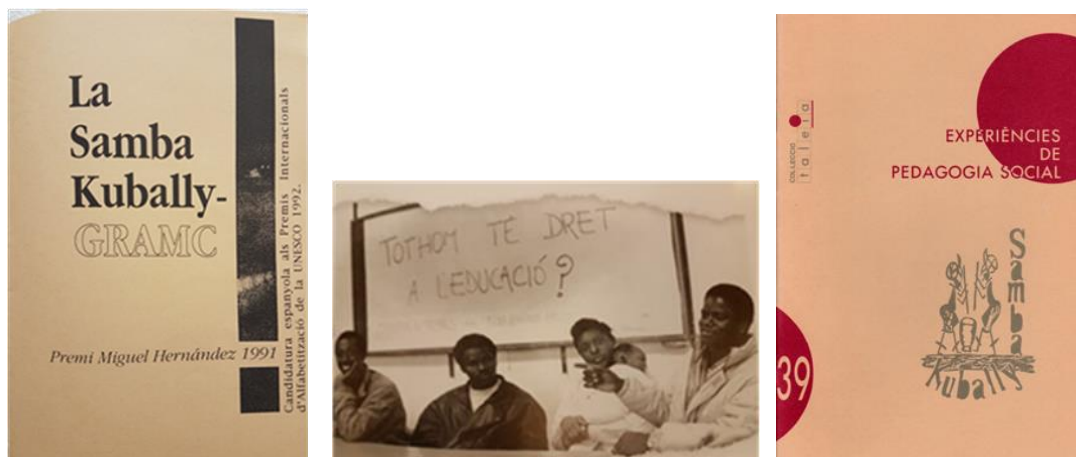 La
Samba
Kubally-
GRAMC
Premi Miguel Hernández 1991
Candidatura espanyola als Premis Internacionals
d'Alfabetització de la UNESCO 1992.
TOTHOM TÉ DRET
A L'EDUCACIÓ?
COL·LECCIÓ
taleia
EXPERIÈNCIES
DE
PEDAGOGIA SOCIAL
Samba
Kubally
39